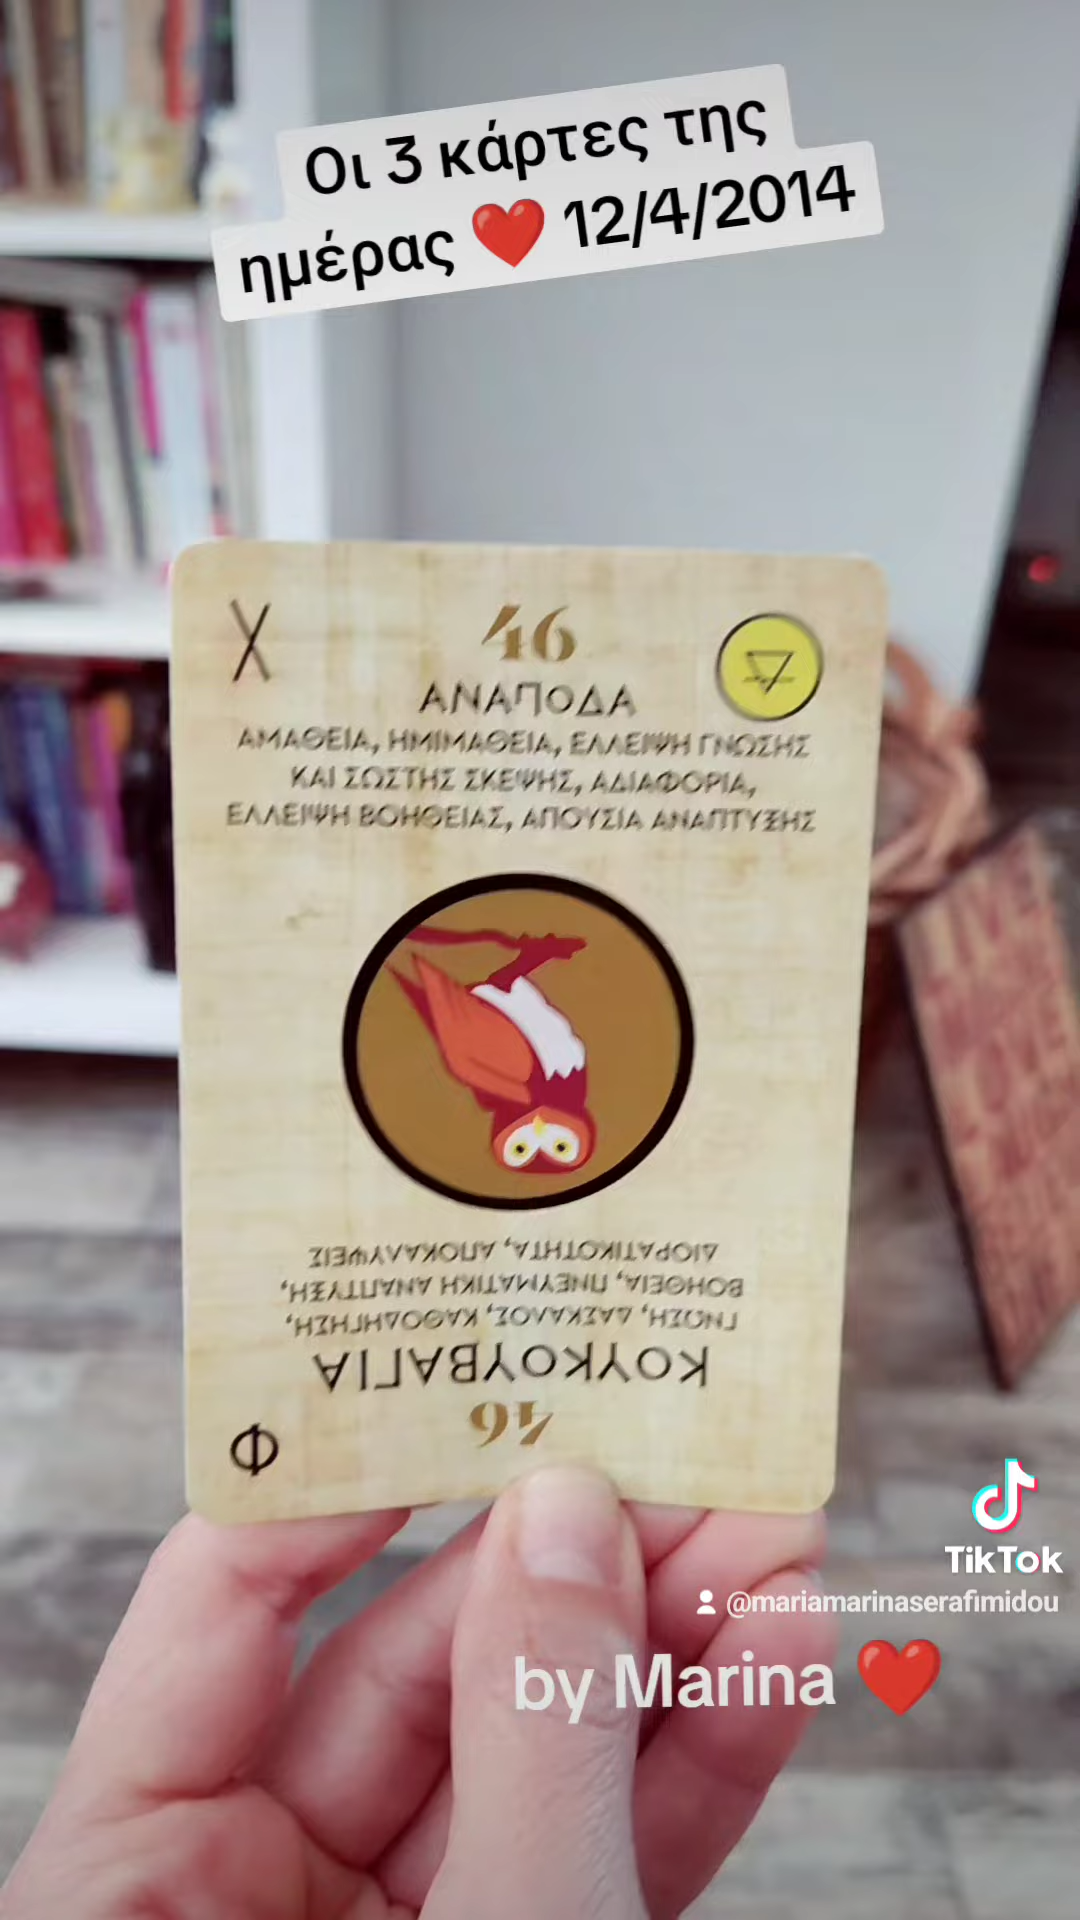 Οι 3 κάρτες της
ημέρας ❤️ 12/4/2014
46
ΑΝΑΠΟΔΑ
ΑΜΑΘΕΙΑ, ΗΜΙΜΑΘΕΙΑ, ΕΛΛΕΙΨΗ ΓΝΩΣΗΣ
ΚΑΙ ΣΩΣΤΗΣ ΣΚΕΨΗΣ, ΑΔΙΑΦΟΡΙΑ,
ΕΛΛΕΙΨΗ ΒΟΗΘΕΙΑΣ, ΑΠΟΥΣΙΑ ΑΝΑΠΤΥΞΗΣ
46
ΚΟΥΚΟΥΒΑΓΙΑ
ΓΝΩΣΗ, ΔΑΣΚΑΛΟΣ, ΚΑΘΟΔΗΓΗΣΗ,
ΒΟΗΘΕΙΑ, ΠΝΕΥΜΑΤΙΚΗ ΑΝΑΠΤΥΞΗ,
ΔΙΟΡΑΤΙΚΟΤΗΤΑ, ΑΠΟΚΑΛΥΨΕΙΣ
Φ
TikTok
@mariamarinaserafimidou
by Marina ❤️